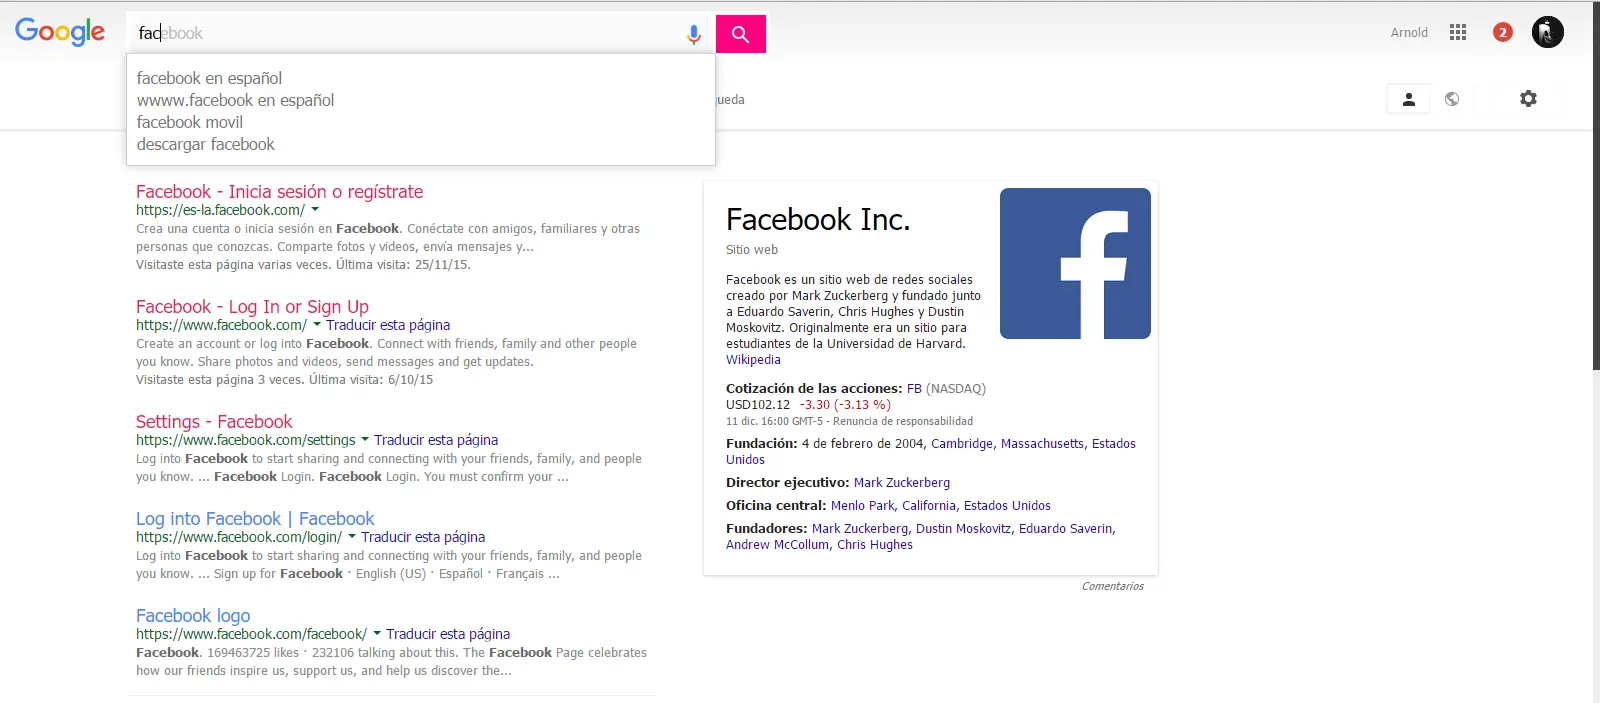 Google
facebook
Arnold
2
facebook en español
wwww.facebook en español
facebook movil
descargar facebook
queda
Facebook - Inicia sesión o regístrate
https://es-la.facebook.com/
Crea una cuenta o inicia sesión en Facebook. Conéctate con amigos, familiares y otras
personas que conozcas. Comparte fotos y videos, envía mensajes y...
Visitaste esta página varias veces. Última visita: 25/11/15.
Facebook - Log In or Sign Up
https://www.facebook.com/ Traducir esta página
Create an account or log into Facebook. Connect with friends, family and other people
you know. Share photos and videos, send messages and get updates.
Visitaste esta página 3 veces. Última visita: 6/10/15
Settings - Facebook
https://www.facebook.com/settings Traducir esta página
Log into Facebook to start sharing and connecting with your friends, family, and people
you know. ... Facebook Login. Facebook Login. You must confirm your ...
Log into Facebook | Facebook
https://www.facebook.com/login/ Traducir esta página
Log into Facebook to start sharing and connecting with your friends, family, and people
you know. ... Sign up for Facebook · English (US) · Español · Français ...
Facebook logo
https://www.facebook.com/facebook/ Traducir esta página
Facebook. 169463725 likes · 232106 talking about this. The Facebook Page celebrates
how our friends inspire us, support us, and help us discover the...
Facebook Inc.
Sitio web
Facebook es un sitio web de redes sociales
creado por Mark Zuckerberg y fundado junto
a Eduardo Saverin, Chris Hughes y Dustin
Moskovitz. Originalmente era un sitio para
estudiantes de la Universidad de Harvard.
Wikipedia
f
Cotización de las acciones: FB (NASDAQ)
USD102.12 -3.30 (-3.13 %)
11 dic. 16:00 GMT-5 - Renuncia de responsabilidad
Fundación: 4 de febrero de 2004, Cambridge, Massachusetts, Estados
Unidos
Director ejecutivo: Mark Zuckerberg
Oficina central: Menlo Park, California, Estados Unidos
Fundadores: Mark Zuckerberg, Dustin Moskovitz, Eduardo Saverin,
Andrew McCollum, Chris Hughes
Comentarios